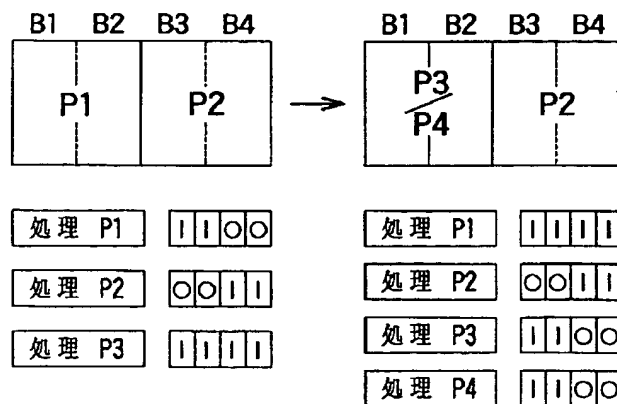 B1 B2 B3 B4
P1 P2
処理 P1 1100
処理 P2 0011
処理 P3 1111
B1 B2 B3 B4
P3/P4 P2
処理 P1 1111
処理 P2 0011
処理 P3 1100
処理 P4 1100